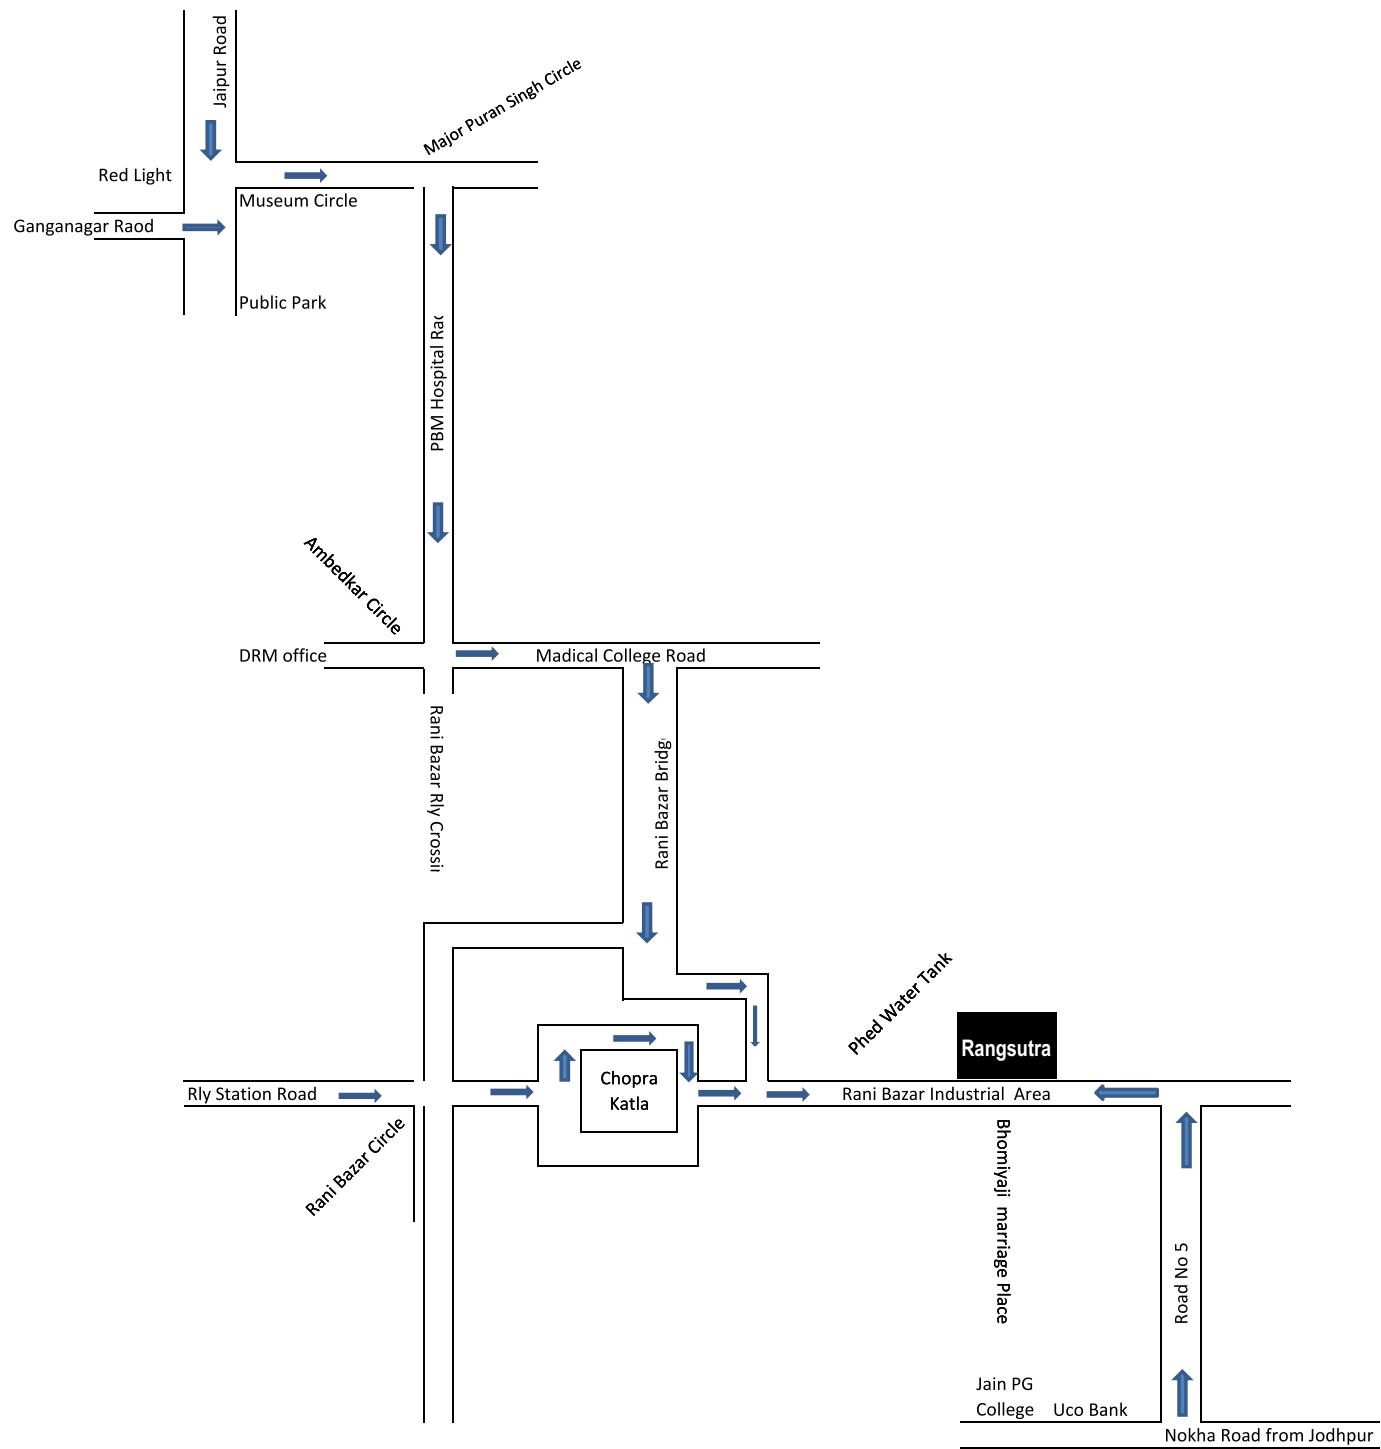 Jaipur Road
Major Puran Singh Circle
Red Light
Museum Circle
Ganganagar Raod
Public Park
PBM Hospital
Ambedkar Circle
DRM office
Madical College Road
Rani Bazar Rly
Rani Bazar
Phed Water Tank
Rangsutra
Chopra
Katla
Rly Station Road
Rani Bazar Industrial Area
Rani Bazar Circle
Bhomiyaji marriage Place
Road No 5
Jain PG
College
Uco Bank
Nokha Road from Jodhpur